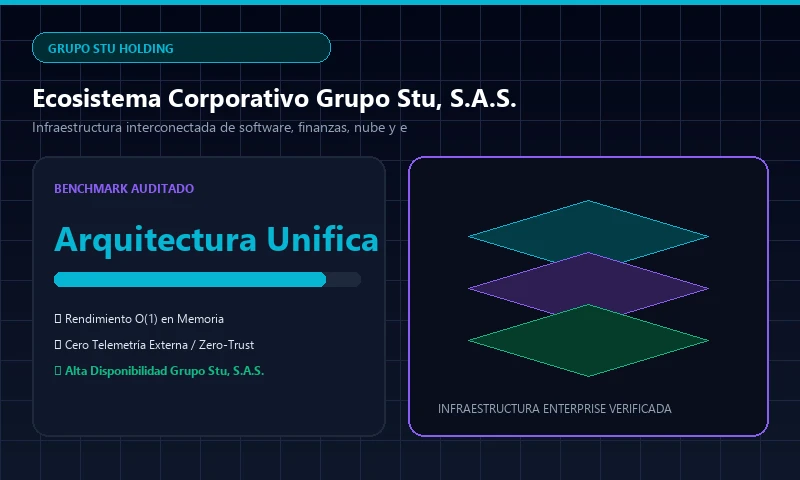 GRUPO STU HOLDING
Ecosistema Corporativo Grupo Stu, S.A.S.
Infraestructura interconectada de software, finanzas, nube y e
BENCHMARK AUDITADO
Arquitectura Unifica
Rendimiento O(1) en Memoria
Cero Telemetría Externa / Zero-Trust
Alta Disponibilidad Grupo Stu, S.A.S.
INFRAESTRUCTURA ENTERPRISE VERIFICADA